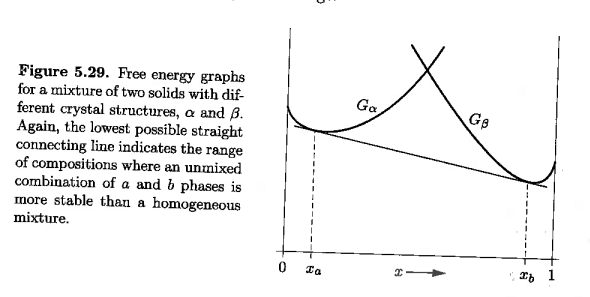 Figure 5.29. Free energy graphs
for a mixture of two solids with dif-
ferent crystal structures, α and β.
Again, the lowest possible straight
connecting line indicates the range
of compositions where an unmixed
combination of a and b phases is
more stable than a homogeneous
mixture.
Gα
Gβ
0 xa x xb 1